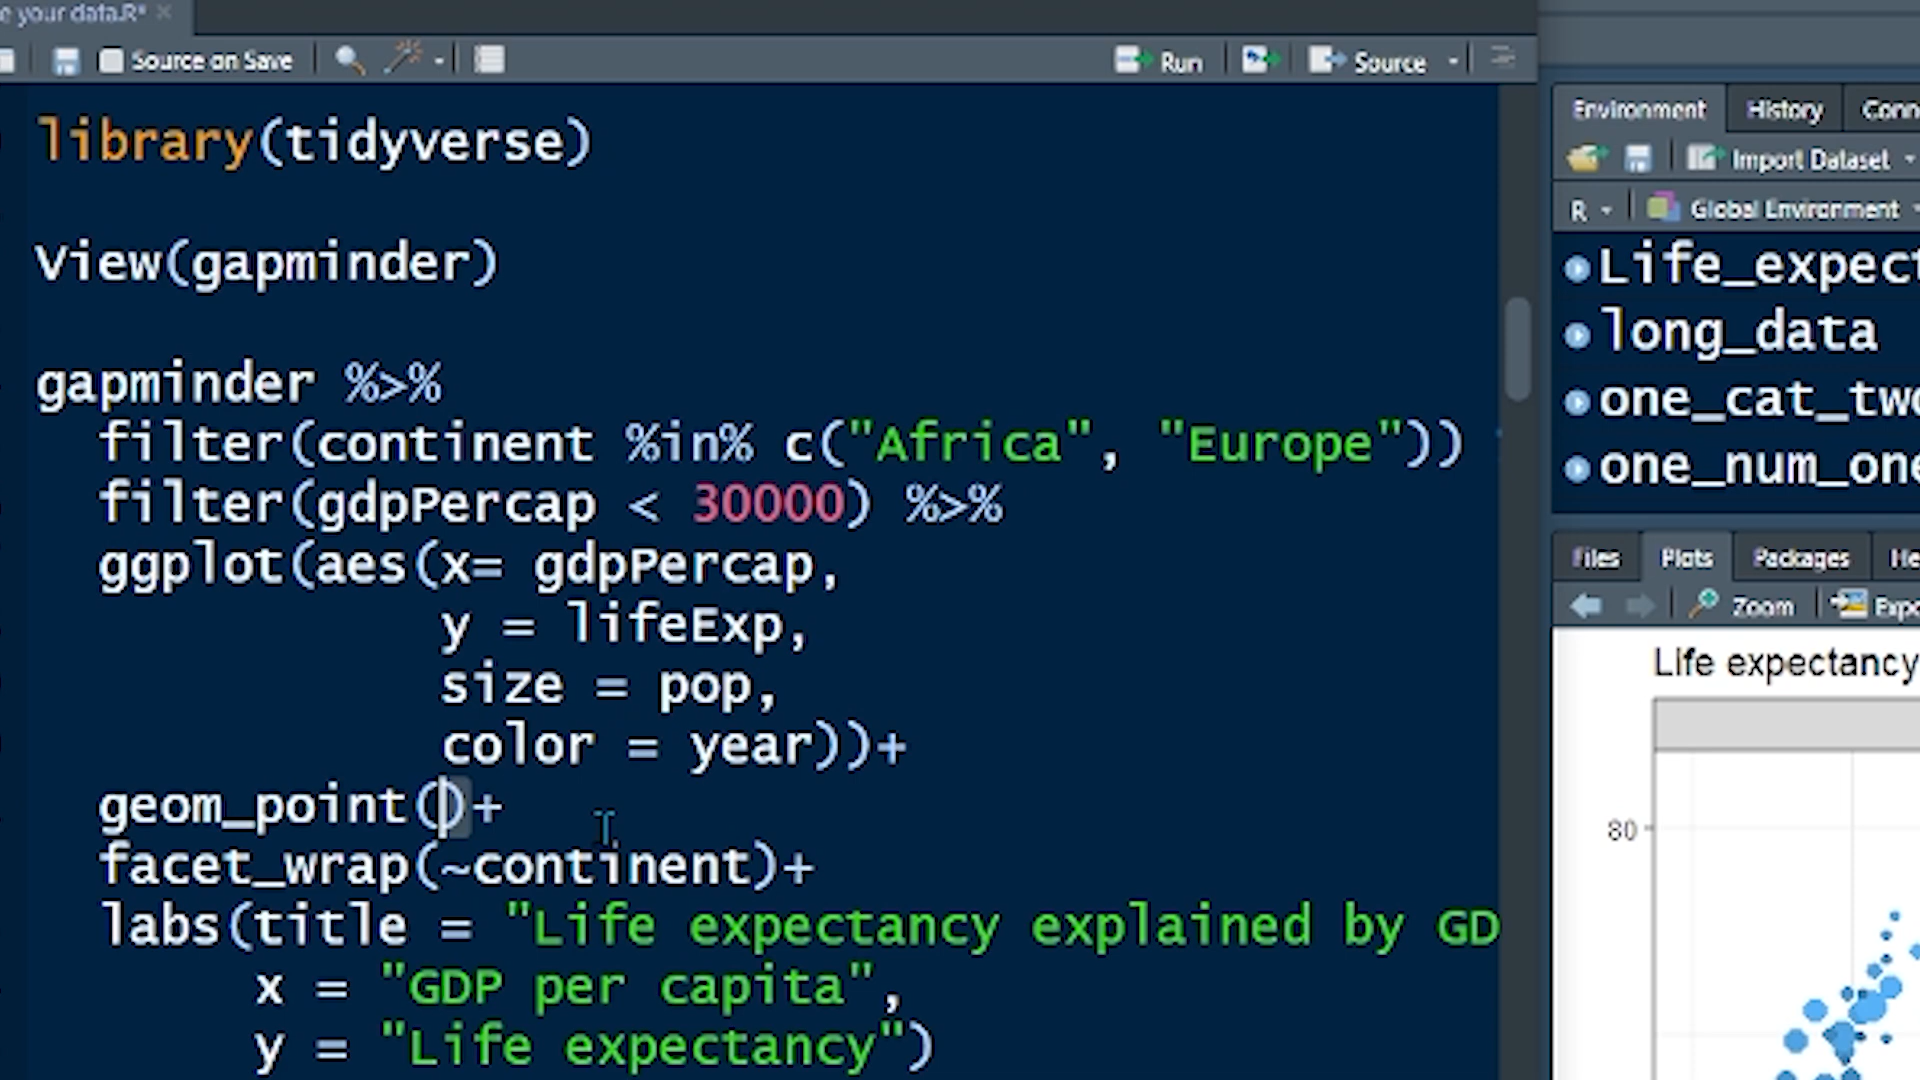 e your data.R*
Source on Save
Run
Source
library(tidyverse)
View(gapminder)
gapminder %>%
filter(continent %in% c("Africa", "Europe"))
filter(gdpPercap < 30000) %>%
ggplot(aes(x= gdpPercap,
y = lifeExp,
size = pop,
color = year))+
geom_point()+
facet_wrap(~continent)+
labs(title = "Life expectancy explained by GD
x = "GDP per capita",
y = "Life expectancy")
Environment
History
Conn
Import Dataset
R
Global Environment
Life_expect
long_data
one_cat_two
one_num_one
Files
Plots
Packages
He
Zoom
Expo
Life expectancy
80